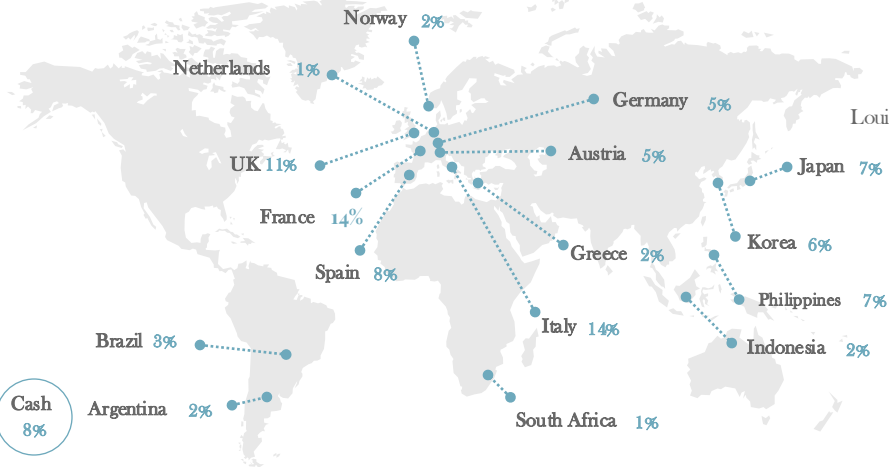 Norway 2%
Netherlands 1%
Germany 5%
Loui
UK 11%
Austria 5%
Japan 7%
France 14%
Korea 6%
Greece 2%
Spain 8%
Philippines 7%
Italy 14%
Brazil 3%
Indonesia 2%
Cash
8%
Argentina 2%
South Africa 1%